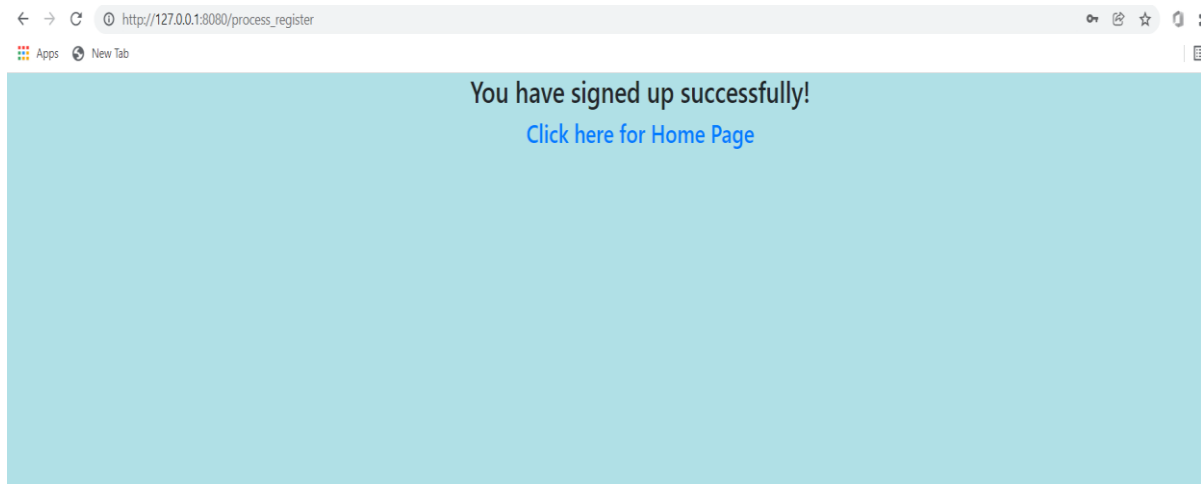 http://127.0.0.1:8080/process_register
Apps New Tab
You have signed up successfully!
Click here for Home Page